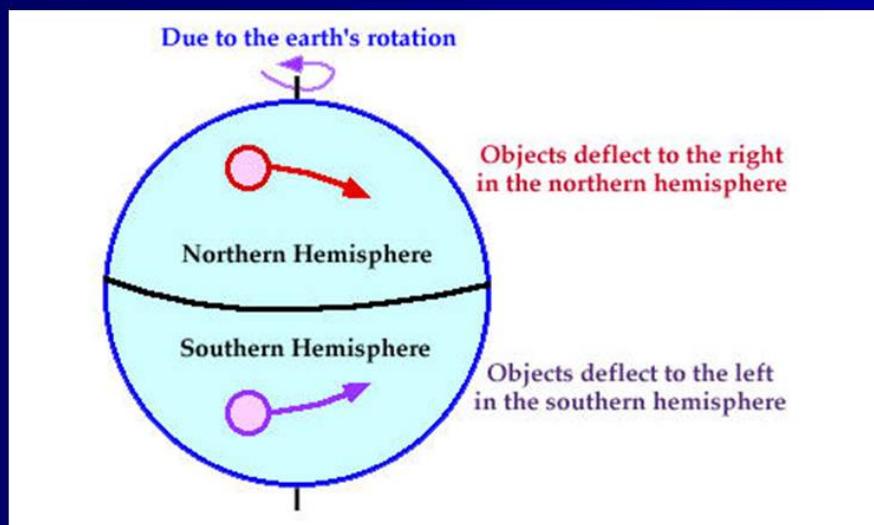 Due to the earth's rotation
Objects deflect to the right
in the northern hemisphere
Northern Hemisphere
Southern Hemisphere
Objects deflect to the left
in the southern hemisphere